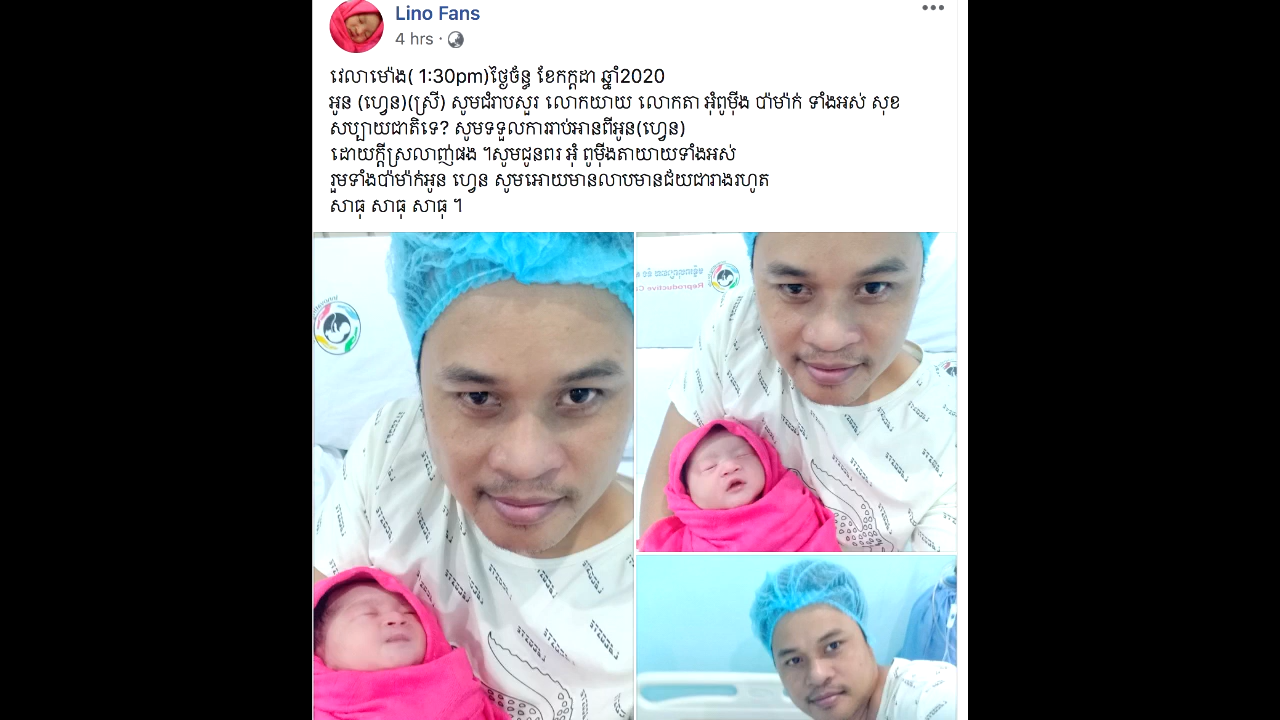 Lino Fans
4 hrs ·
វេលាម៉ោង( 1:30pm)ថ្ងៃច័ន្ធ ខែកក្កដា ឆ្នាំ2020
អូន (ហ្វេន)(ស្រី) សូមជំរាបសួរ លោកយាយ លោកតា អ៊ំពូម៉ីង ប៉ាម៉ាក់ ទាំងអស់ សុខ
សប្បាយជាតិទេ? សូមទទួលការរាប់អានពីអូន(ហ្វេន)
ដោយក្តីស្រលាញ់ផង ។សូមជូនពរ អ៊ំ ពូម៉ីងតាយាយទាំងអស់
រួមទាំងប៉ាម៉ាក់អូន ហ្វេន សូមអោយមានលាបមានជ័យជារាងរហូត
សាធុ សាធុ សាធុ ។